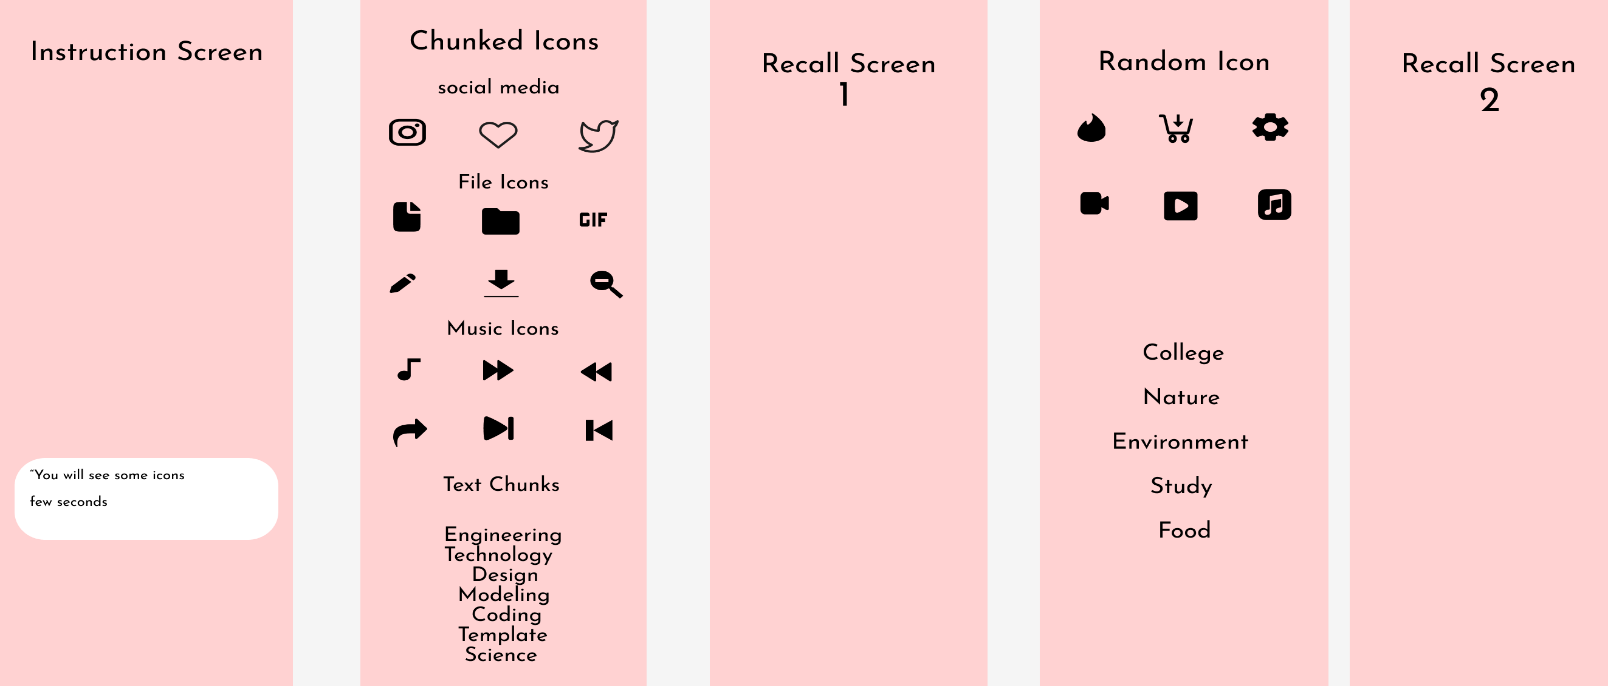 Instruction Screen
"You will see some icons
few seconds
Chunked Icons
social media
File Icons
GIF
Music Icons
Text Chunks
Engineering
Technology
Design
Modeling
Coding
Template
Science
Recall Screen
1
Random Icon
College
Nature
Environment
Study
Food
Recall Screen
2